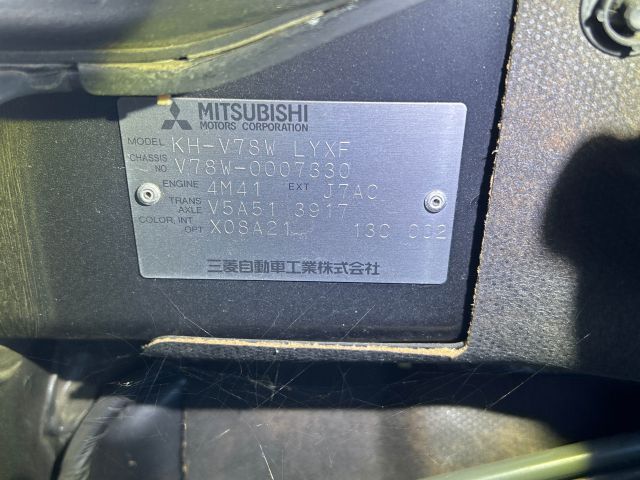 MITSUBISHI
MOTORS CORPORATION
MODEL KH-V78W LYXF
CHASSIS NO. V78W-0007330
ENGINE 4M41 EXT J7AC
TRANS AXLE V5A51 3917
COLOR, INT OPT X08A21 13C 002
三菱自動車工業株式会社